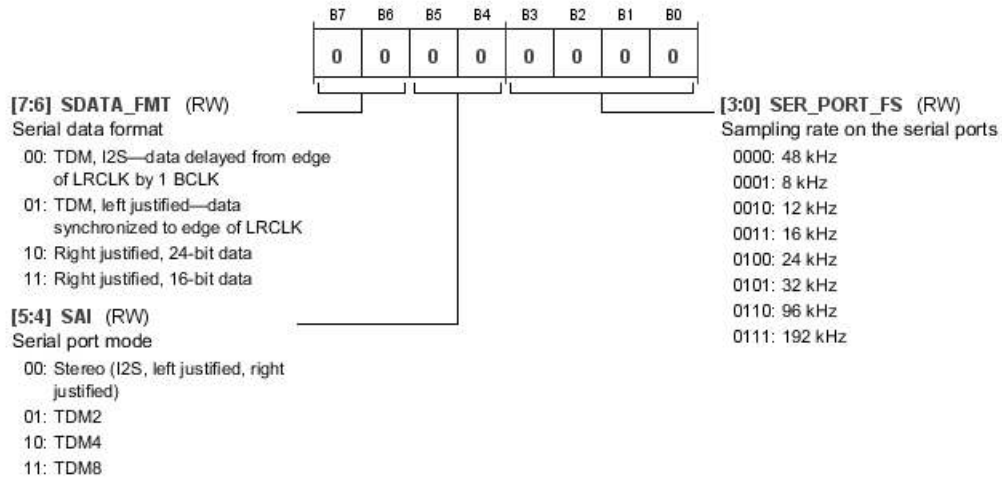 B7 B6 B5 B4 B3 B2 B1 B0
0 0 0 0 0 0 0 0
[7:6] SDATA_FMT (RW)
Serial data format
00: TDM, I2S—data delayed from edge
of LRCLK by 1 BCLK
01: TDM, left justified—data
synchronized to edge of LRCLK
10: Right justified, 24-bit data
11: Right justified, 16-bit data
[5:4] SAI (RW)
Serial port mode
00: Stereo (I2S, left justified, right
justified)
01: TDM2
10: TDM4
11: TDM8
[3:0] SER_PORT_FS (RW)
Sampling rate on the serial ports
0000: 48 kHz
0001: 8 kHz
0010: 12 kHz
0011: 16 kHz
0100: 24 kHz
0101: 32 kHz
0110: 96 kHz
0111: 192 kHz